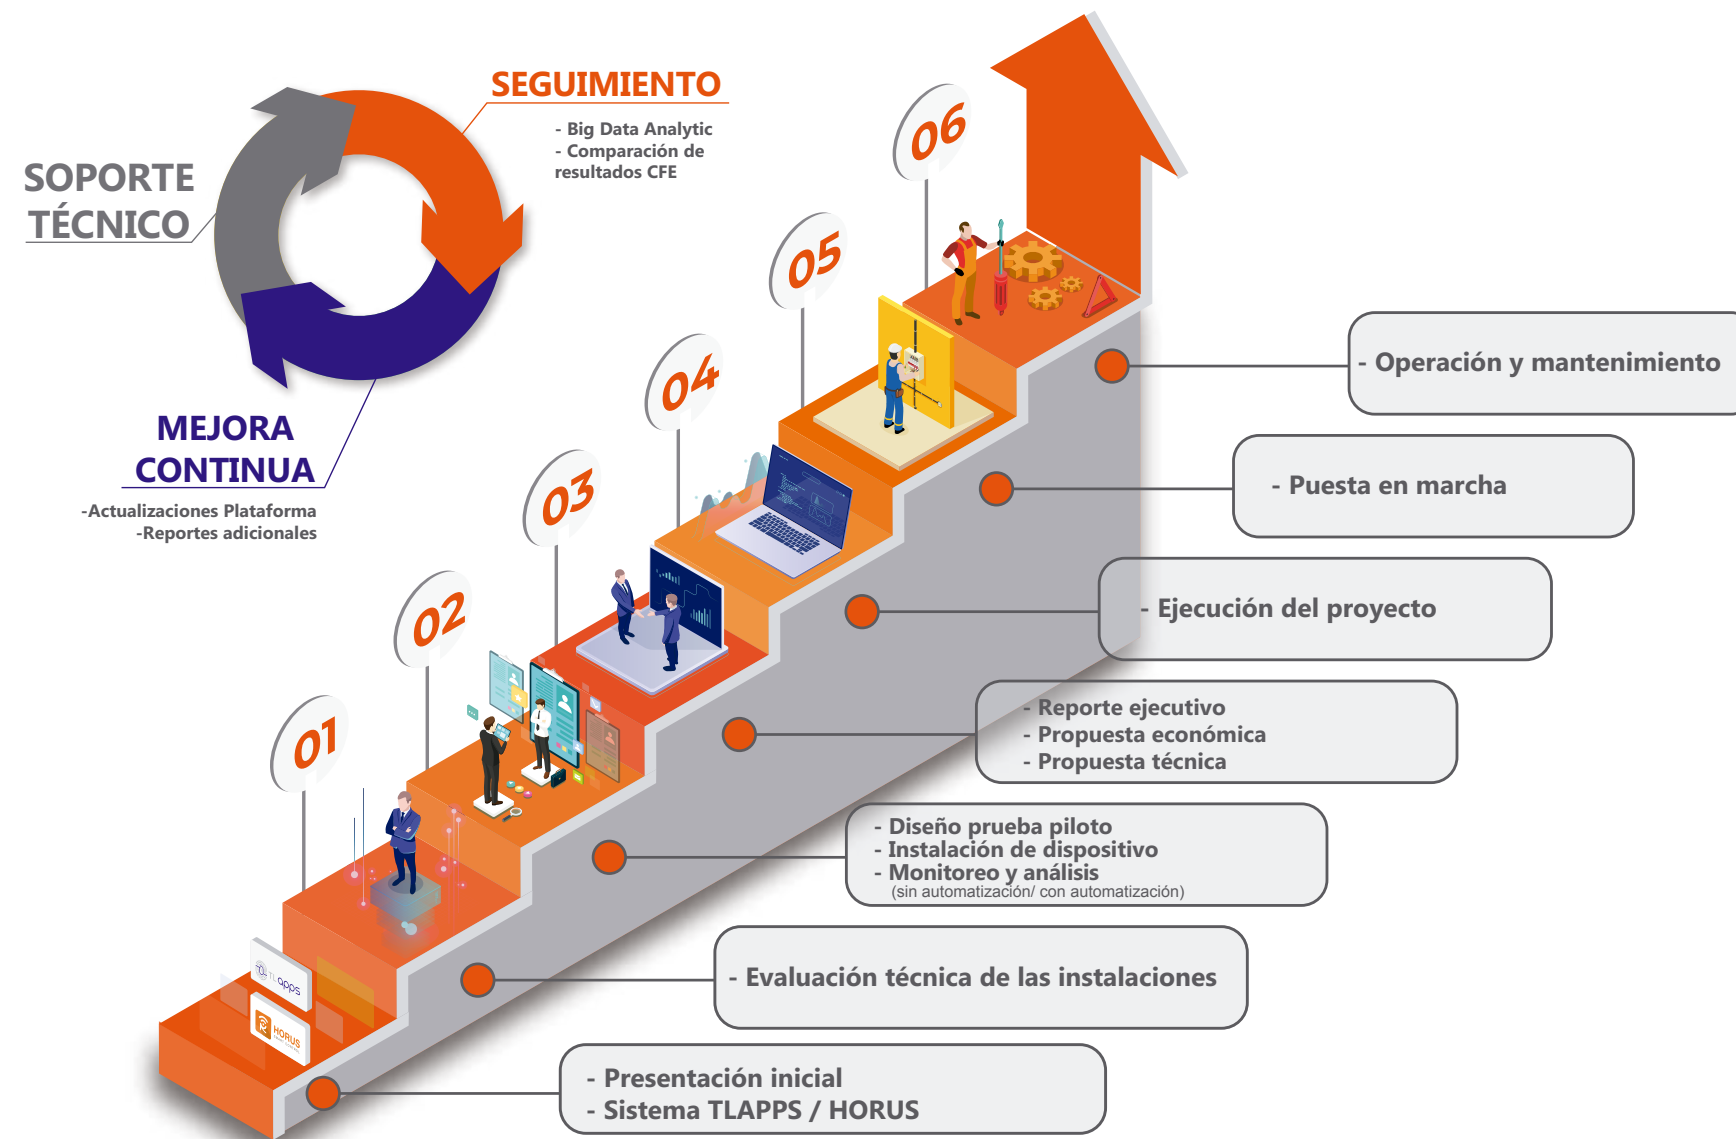 SEGUIMIENTO
- Big Data Analytic
- Comparación de
resultados CFE
SOPORTE
TÉCNICO
MEJORA
CONTINUA
-Actualizaciones Plataforma
-Reportes adicionales
06
05
04
03
02
01
- Operación y mantenimiento
- Puesta en marcha
- Ejecución del proyecto
- Reporte ejecutivo
- Propuesta económica
- Propuesta técnica
- Diseño prueba piloto
- Instalación de dispositivo
- Monitoreo y análisis
(sin automatización/ con automatización)
- Evaluación técnica de las instalaciones
TLapps
HORUS
- Presentación inicial
- Sistema TLAPPS / HORUS